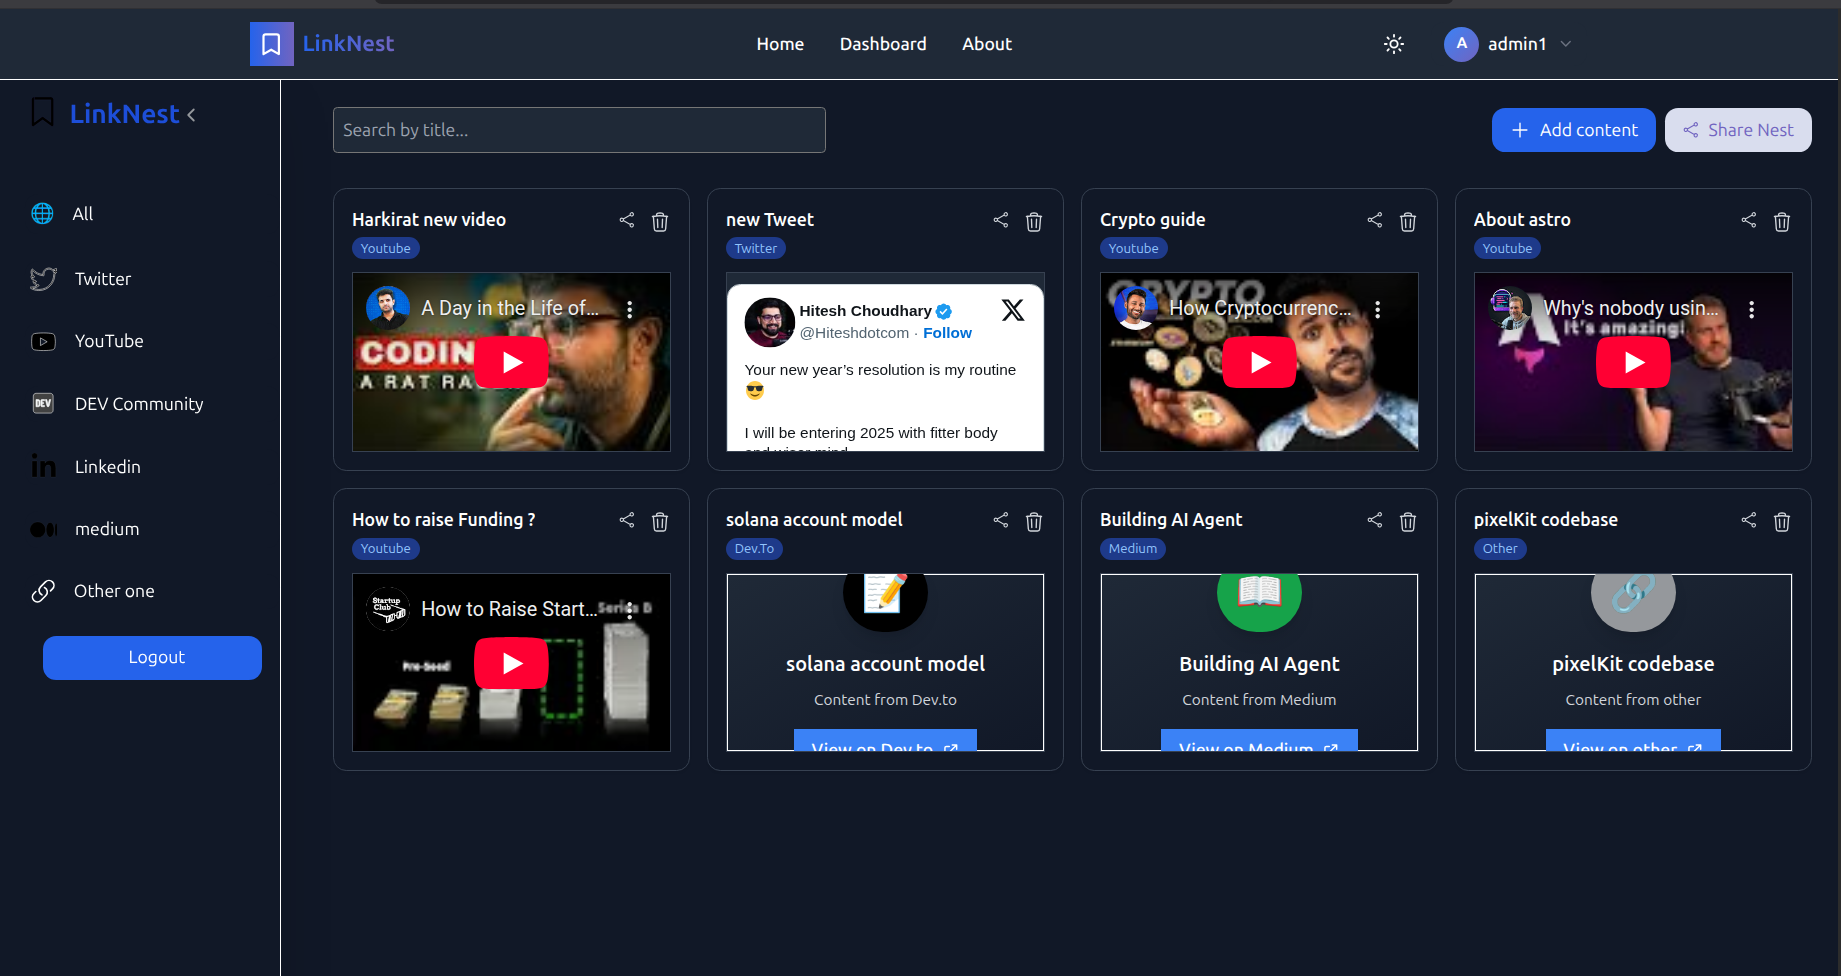 LinkNest
Home
Dashboard
About
A
admin1
LinkNest
All
Twitter
YouTube
DEV
DEV Community
in
Linkedin
medium
Other one
Logout
Search by title...
Add content
Share Nest
Harkirat new video
Youtube
A Day in the Life of...
CODIN
A RAT RA
new Tweet
Twitter
Hitesh Choudhary
@Hiteshdotcom · Follow
Your new year’s resolution is my routine
😎
I will be entering 2025 with fitter body
and wiser mind
Crypto guide
Youtube
CRYPTO
How Cryptocurrenc...
About astro
Youtube
Why's nobody usin...
It's amazing!
How to raise Funding ?
Youtube
Startup
Club
How to Raise Start...
Series B
Pre-Seed
solana account model
Dev.To
solana account model
Content from Dev.to
View on Dev.to
Building AI Agent
Medium
Building AI Agent
Content from Medium
View on Medium
pixelKit codebase
Other
pixelKit codebase
Content from other
View on other